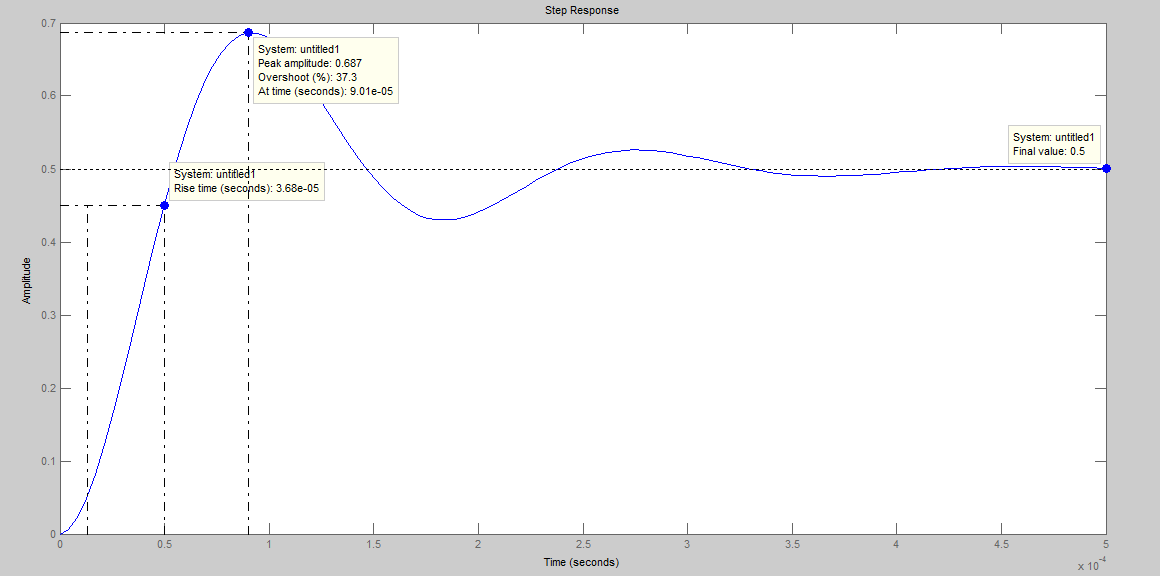 Step Response
0.7
0.6
0.5
0.4
0.3
0.2
0.1
0
Amplitude
System: untitled1
Peak amplitude: 0.687
Overshoot (%): 37.3
At time (seconds): 9.01e-05
System: untitled1
Rise time (seconds): 3.68e-05
System: untitled1
Final value: 0.5
0 0.5 1 1.5 2 2.5 3 3.5 4 4.5 5
Time (seconds)
x 10^-4